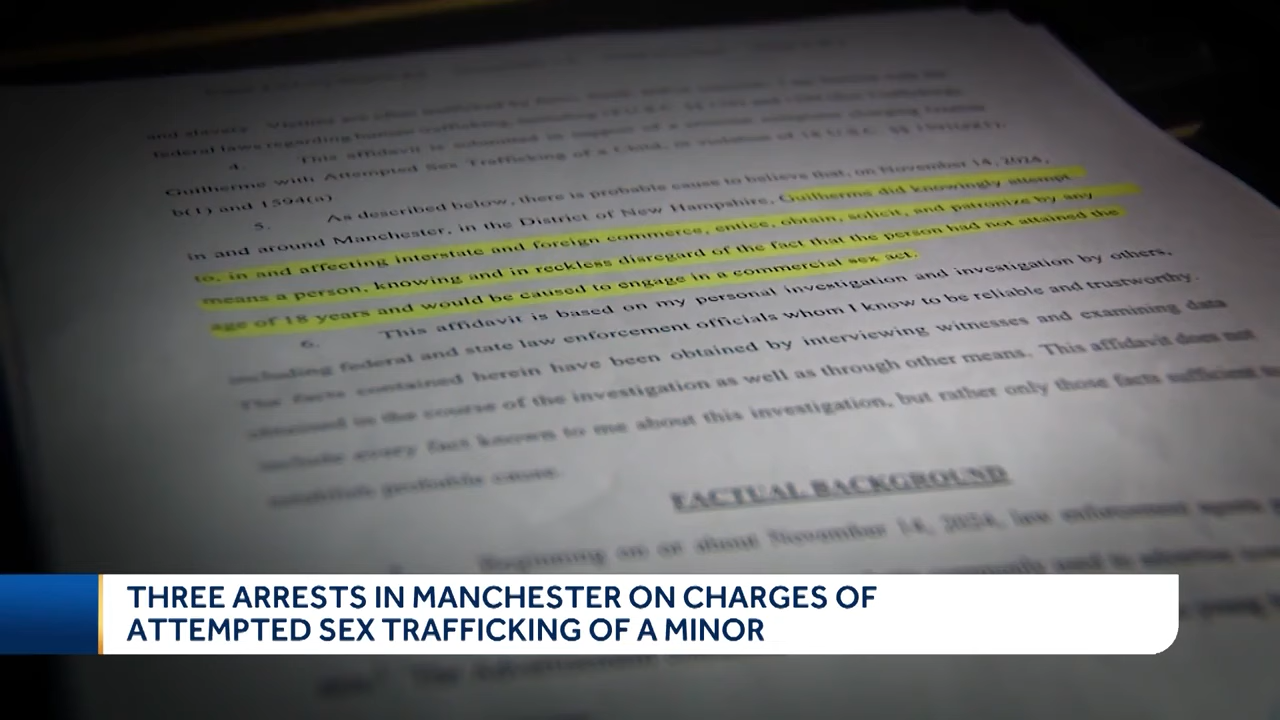 and slavery. Victims are often
federal laws regarding human trafficking, including 18 U.S.C. §§ 1591 and
4. This affidavit is submitted in support of a criminal complaint charging
Guilherme with Attempted Sex Trafficking of a Child, in violation of 18 U.S.C. §§ 1591(a)(1),
b(1) and 1594(a)
5. As described below, there is probable cause to believe that, on November 14, 2024,
in and around Manchester, in the District of New Hampshire, Guilherme did knowingly attempt
to, in and affecting interstate and foreign commerce, entice, obtain, solicit, and patronize by any
means a person, knowing and in reckless disregard of the fact that the person had not attained the
age of 18 years and would be caused to engage in a commercial sex act.
6. This affidavit is based on my personal investigation and investigation by others,
including federal and state law enforcement officials whom I know to be reliable and trustworthy.
The facts contained herein have been obtained by interviewing witnesses and examining data
obtained in the course of the investigation as well as through other means. This affidavit does not
include every fact known to me about this investigation, but rather only those facts sufficient to
establish probable cause.
FACTUAL BACKGROUND
Beginning on or about November 14, 2024, law enforcement
THREE ARRESTS IN MANCHESTER ON CHARGES OF
ATTEMPTED SEX TRAFFICKING OF A MINOR